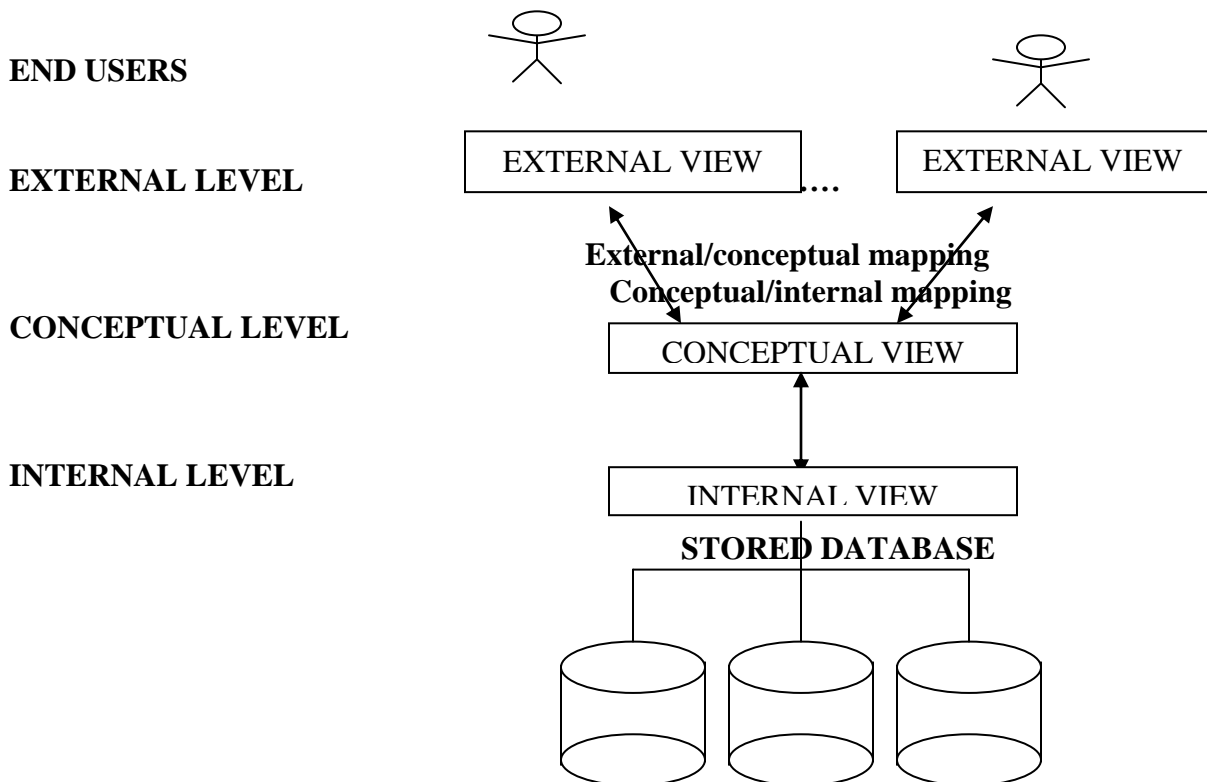 END USERS
EXTERNAL VIEW
EXTERNAL VIEW
EXTERNAL LEVEL
....
External/conceptual mapping
Conceptual/internal mapping
CONCEPTUAL LEVEL
CONCEPTUAL VIEW
INTERNAL LEVEL
INTERNAL VIEW
STORED DATABASE